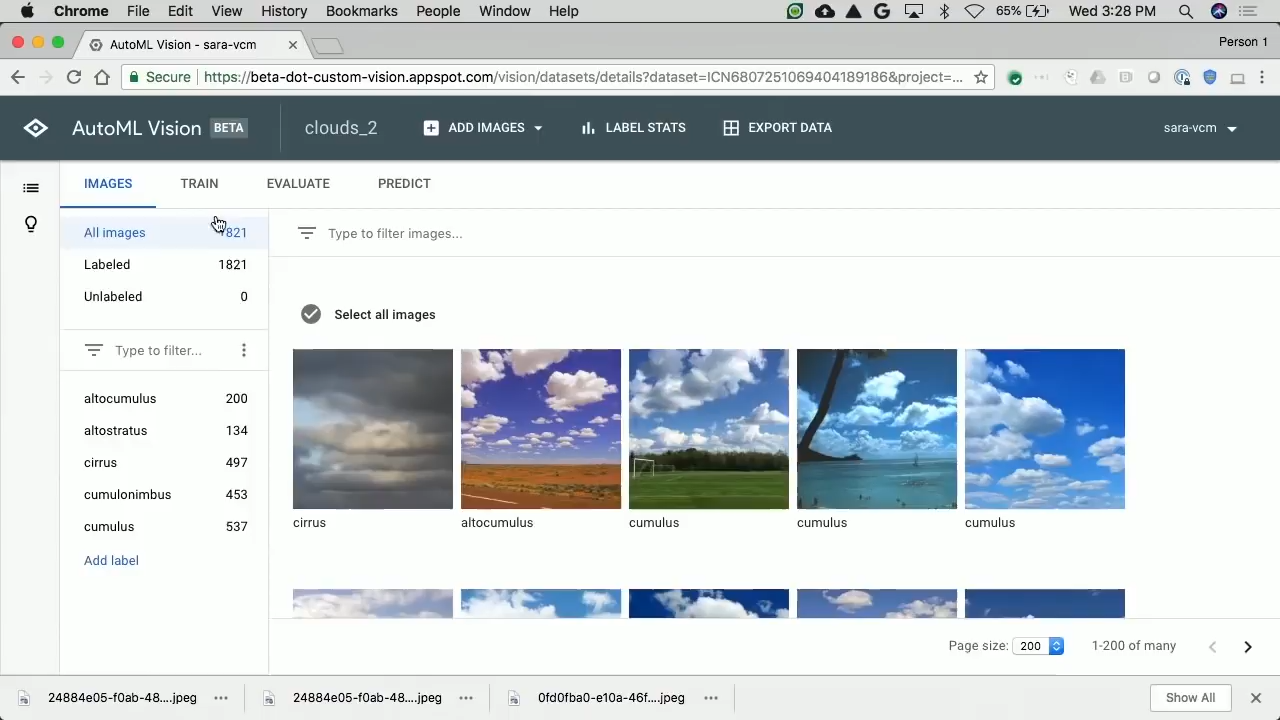 Chrome File Edit View History Bookmarks People Window Help 65% Wed 3:28 PM
AutoML Vision - sara-vcm Person 1
Secure https://beta-dot-custom-vision.appspot.com/vision/datasets/details?dataset=ICN6807251069404189186&project=...
AutoML Vision BETA clouds_2 ADD IMAGES LABEL STATS EXPORT DATA sara-vcm
IMAGES TRAIN EVALUATE PREDICT
All images 1821
Type to filter images...
Labeled 1821
Unlabeled 0
Select all images
Type to filter...
altocumulus 200
altostratus 134
cirrus 497
cumulonimbus 453
cumulus 537
Add label
cirrus altocumulus cumulus cumulus cumulus
Page size: 200 1-200 of many
24884e05-f0ab-48....jpeg 24884e05-f0ab-48....jpeg 0fd0fba0-e10a-46f....jpeg Show All